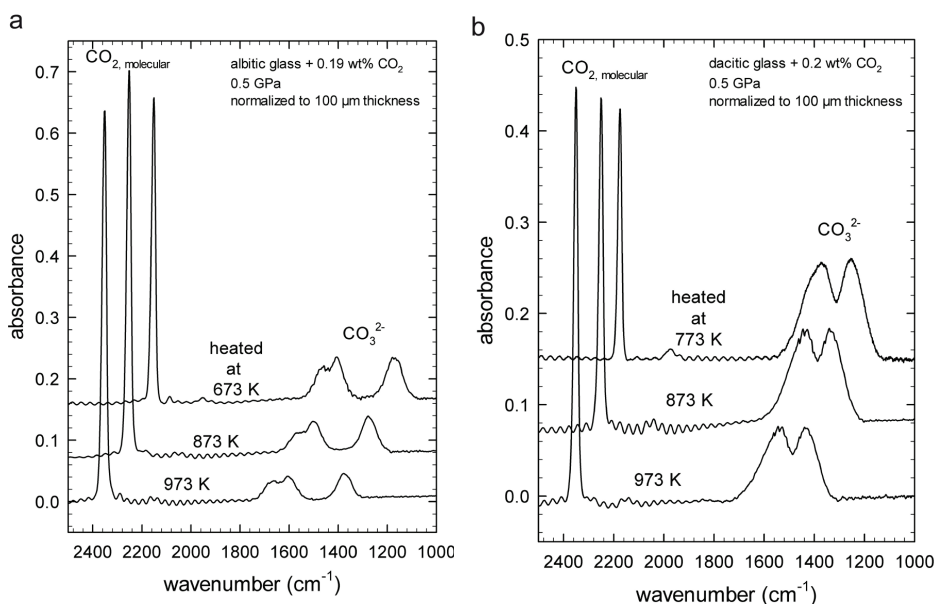 a
CO2, molecular
albitic glass + 0.19 wt% CO2
0.5 GPa
normalized to 100 µm thickness
0.7
0.6
0.5
0.4
0.3
0.2
0.1
0.0
absorbance
heated
at
673 K
CO3 2-
873 K
973 K
2400 2200 2000 1800 1600 1400 1200 1000
wavenumber (cm-1)
b
CO2, molecular
dacitic glass + 0.2 wt% CO2
0.5 GPa
normalized to 100 µm thickness
0.5
0.4
0.3
0.2
0.1
0.0
absorbance
CO3 2-
heated
at
773 K
873 K
973 K
2400 2200 2000 1800 1600 1400 1200 1000
wavenumber (cm-1)